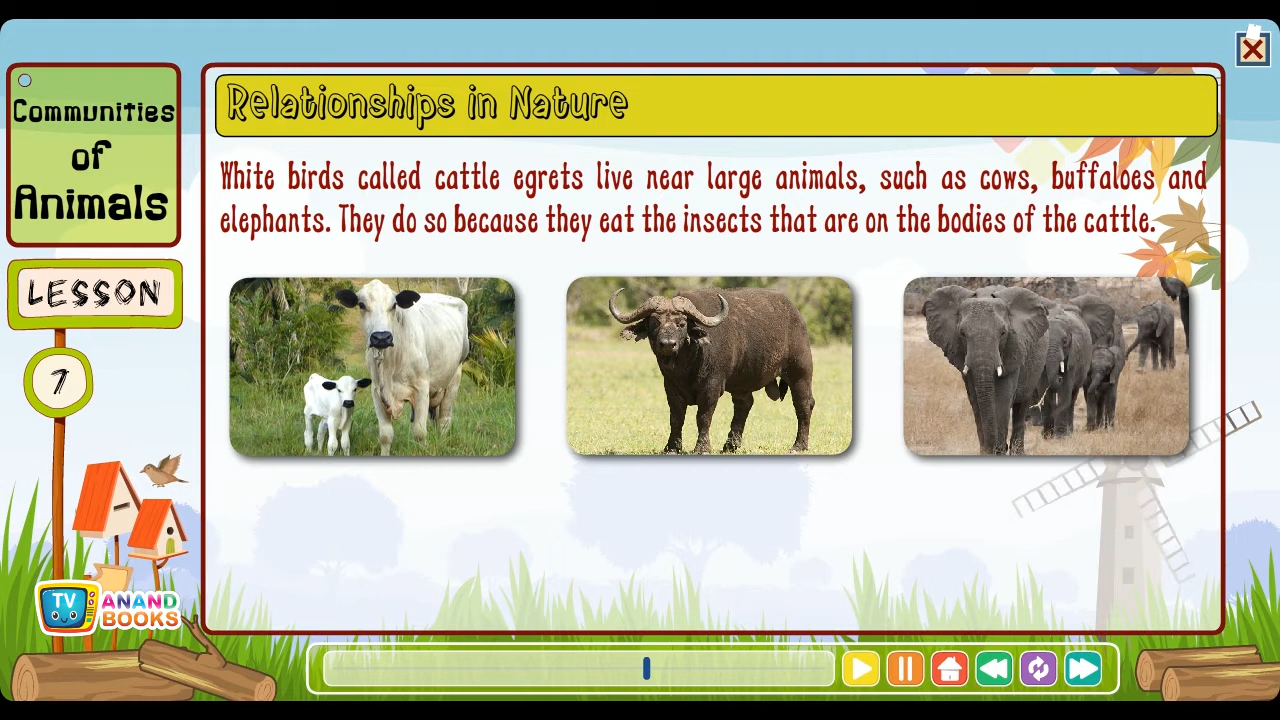 Communities
of
Animals
LESSON
7
Relationships in Nature
White birds called cattle egrets live near large animals, such as cows, buffaloes and
elephants. They do so because they eat the insects that are on the bodies of the cattle.
TV
ANAND
BOOKS